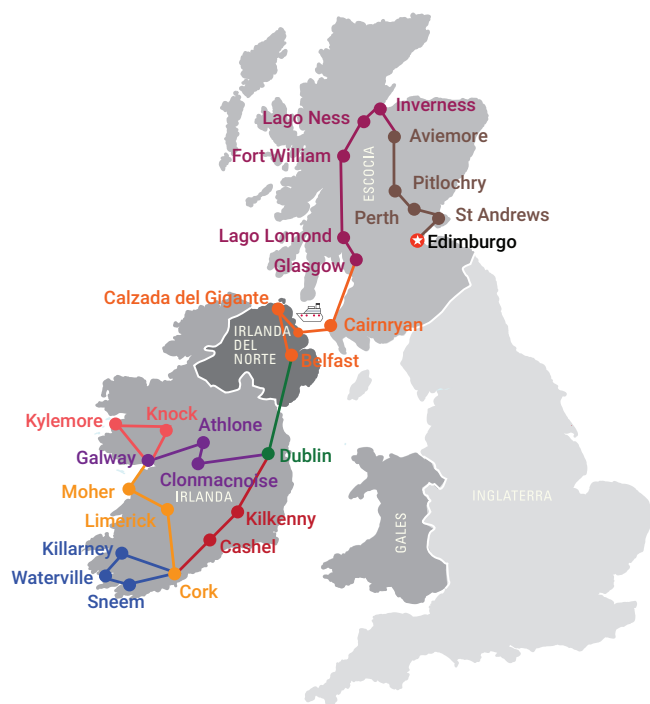 Inverness
Lago Ness
Aviemore
Fort William
ESCOCIA
Pitlochry
Perth
St Andrews
Lago Lomond
Edimburgo
Glasgow
Calzada del Gigante
Cairnryan
IRLANDA
DEL
NORTE
Belfast
Kylemore
Knock
Athlone
Galway
Dublin
Clonmacnoise
Moher
IRLANDA
INGLATERRA
Limerick
Kilkenny
GALES
Killarney
Cashel
Waterville
Sneem
Cork